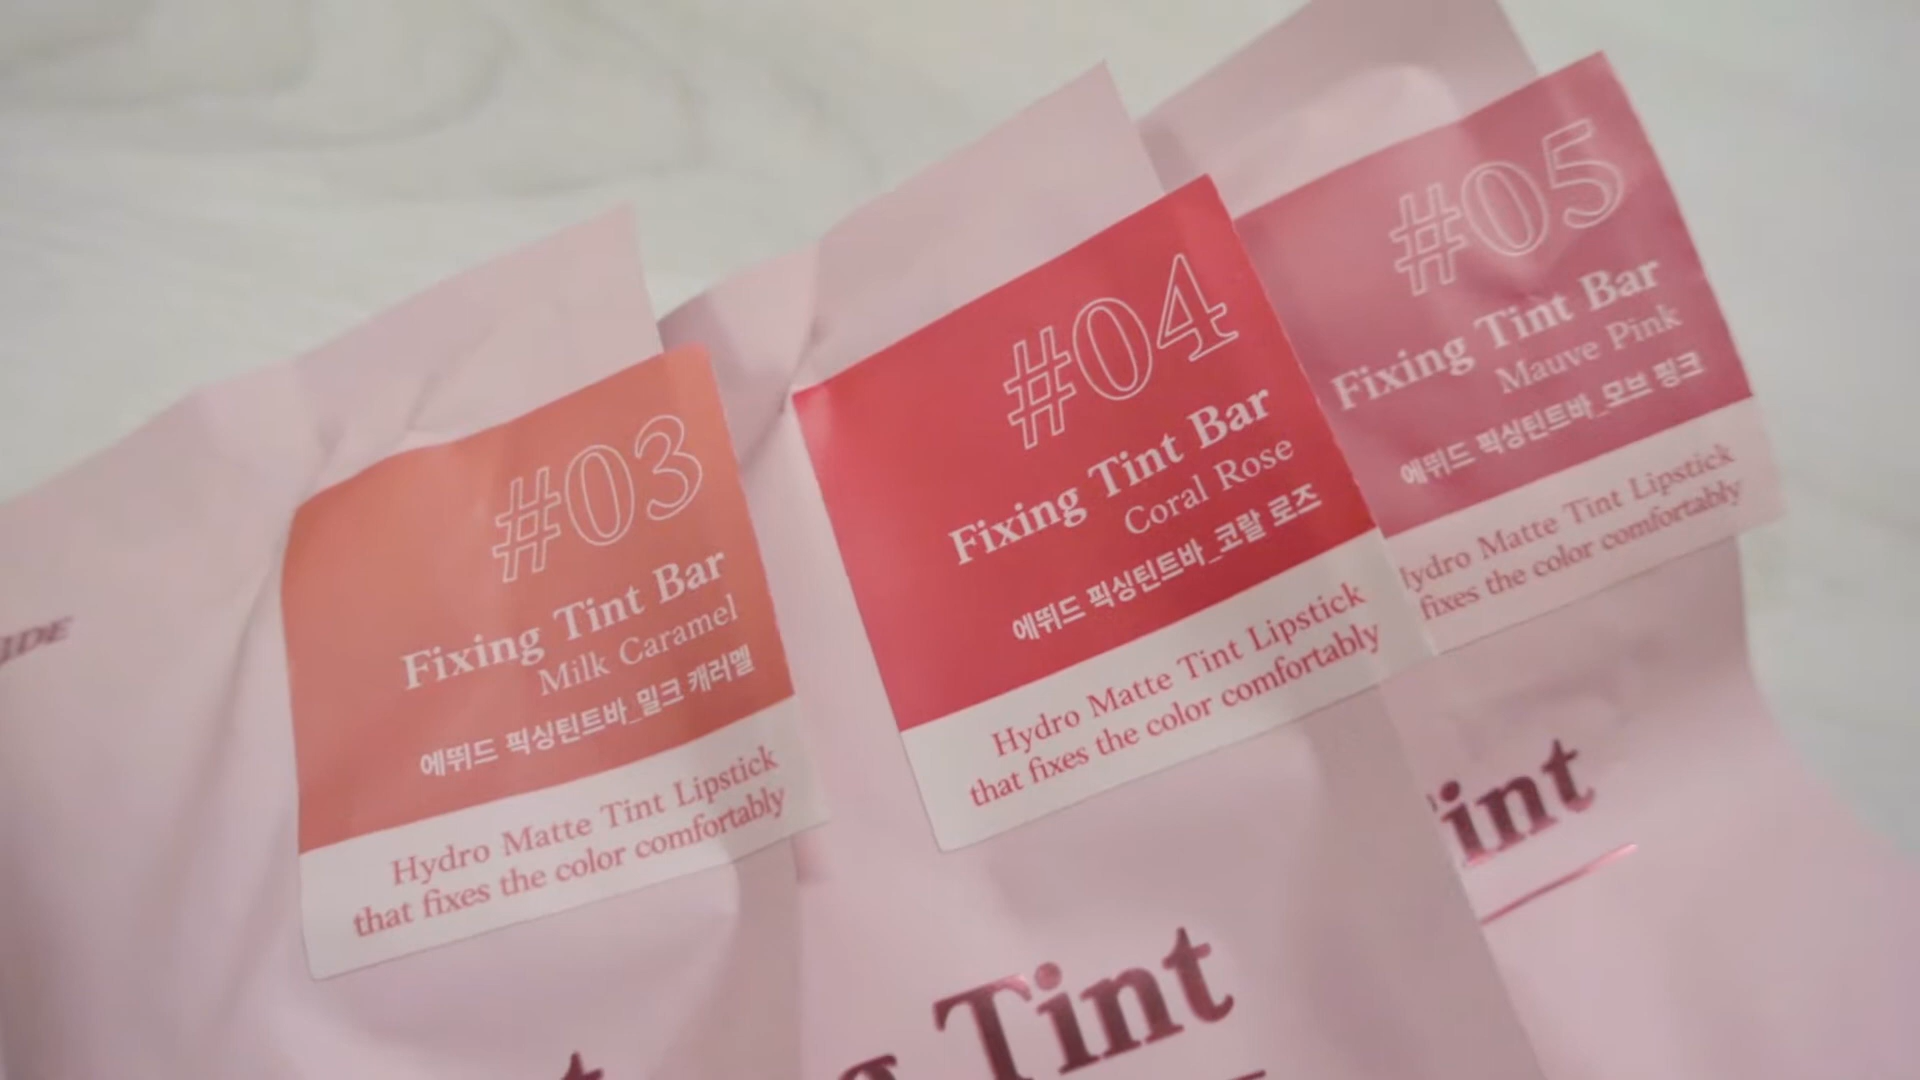 #03
Fixing Tint Bar
Milk Caramel
에뛰드 픽싱틴트바_밀크 캐러멜
Hydro Matte Tint Lipstick
that fixes the color comfortably
#04
Fixing Tint Bar
Coral Rose
에뛰드 픽싱틴트바_코랄 로즈
Hydro Matte Tint Lipstick
that fixes the color comfortably
Tint
#05
Fixing Tint Bar
Mauve Pink
에뛰드 픽싱틴트바_모브 핑크
Hydro Matte Tint Lipstick
fixes the color comfortably